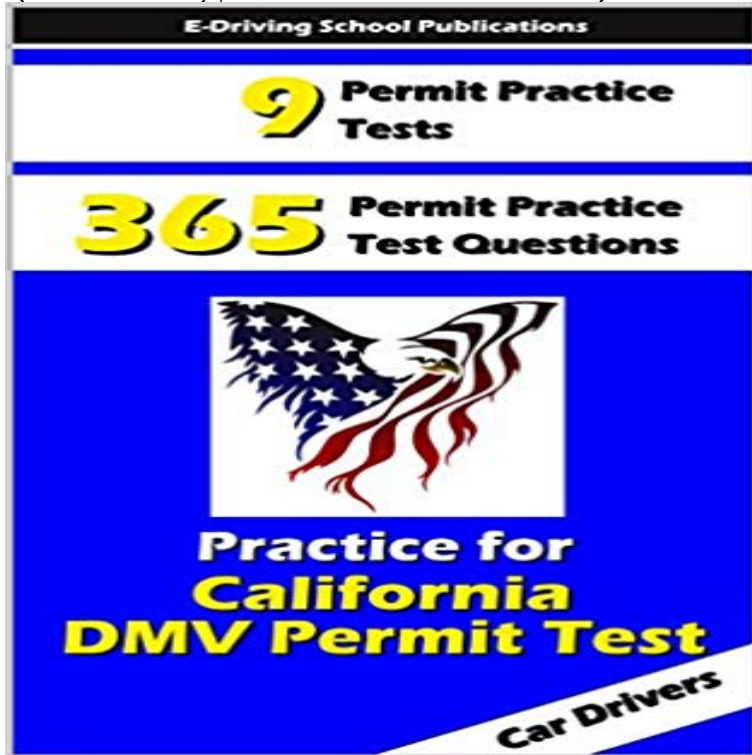 E-Driving School Publications
9 Permit Practice
Tests
365 Permit Practice
Test Questions
Practice for
California
DMV Permit Test
Car Drivers